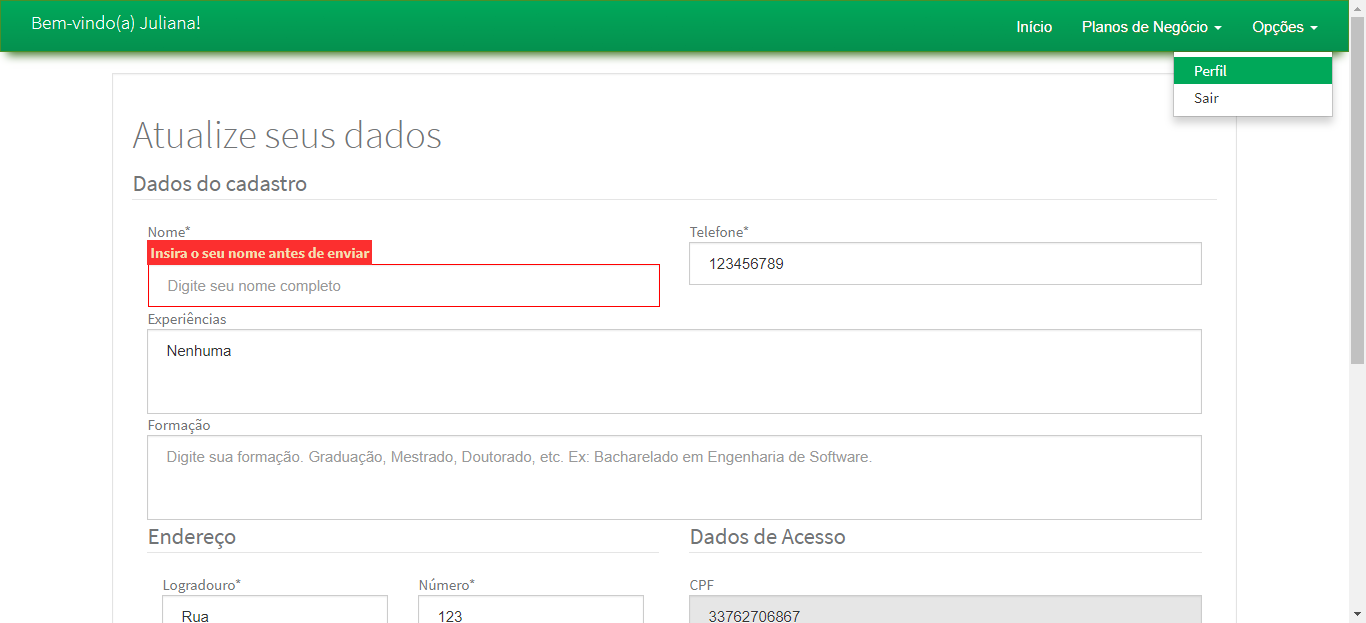 Bem-vindo(a) Juliana!
Início Planos de Negócio Opções
Perfil
Sair
Atualize seus dados
Dados do cadastro
Nome* Telefone*
Insira o seu nome antes de enviar
123456789
Digite seu nome completo
Experiências
Nenhuma
Formação
Digite sua formação. Graduação, Mestrado, Doutorado, etc. Ex: Bacharelado em Engenharia de Software.
Endereço Dados de Acesso
Logradouro* Número* CPF
Rua 123 33762706867